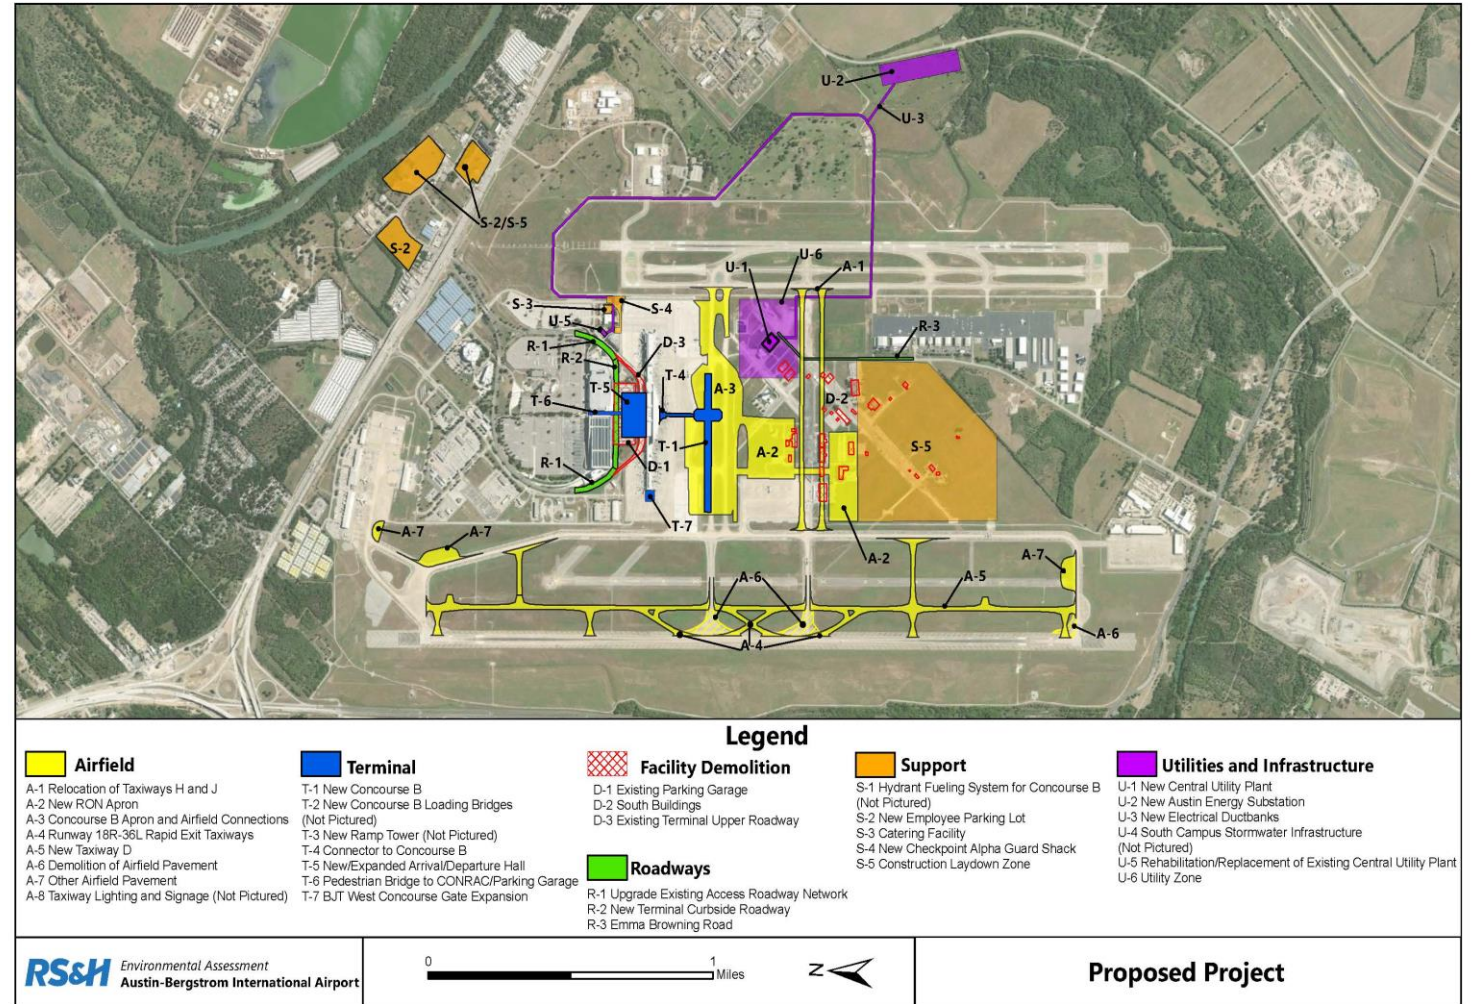 U-2
U-3
S-2/S-5
S-2
U-6
U-1
A-1
S-3
S-4
U-5
R-1
R-3
R-2
D-3
T-4
T-5
A-3
T-6
D-2
T-1
A-2
S-5
D-1
R-1
T-7
A-7
A-7
A-2
A-7
A-6
A-5
A-4
A-6
Legend
Airfield
A-1 Relocation of Taxiways H and J
A-2 New RON Apron
A-3 Concourse B Apron and Airfield Connections
A-4 Runway 18R-36L Rapid Exit Taxiways
A-5 New Taxiway D
A-6 Demolition of Airfield Pavement
A-7 Other Airfield Pavement
A-8 Taxiway Lighting and Signage (Not Pictured)
Terminal
T-1 New Concourse B
T-2 New Concourse B Loading Bridges
(Not Pictured)
T-3 New Ramp Tower (Not Pictured)
T-4 Connector to Concourse B
T-5 New/Expanded Arrival/Departure Hall
T-6 Pedestrian Bridge to CONRAC/Parking Garage
T-7 BJT West Concourse Gate Expansion
Facility Demolition
D-1 Existing Parking Garage
D-2 South Buildings
D-3 Existing Terminal Upper Roadway
Roadways
R-1 Upgrade Existing Access Roadway Network
R-2 New Terminal Curbside Roadway
R-3 Emma Browning Road
Support
S-1 Hydrant Fueling System for Concourse B
(Not Pictured)
S-2 New Employee Parking Lot
S-3 Catering Facility
S-4 New Checkpoint Alpha Guard Shack
S-5 Construction Laydown Zone
Utilities and Infrastructure
U-1 New Central Utility Plant
U-2 New Austin Energy Substation
U-3 New Electrical Ductbanks
U-4 South Campus Stormwater Infrastructure
(Not Pictured)
U-5 Rehabilitation/Replacement of Existing Central Utility Plant
U-6 Utility Zone
RS&H
Environmental Assessment
Austin-Bergstrom International Airport
0 1
Miles
N
Proposed Project